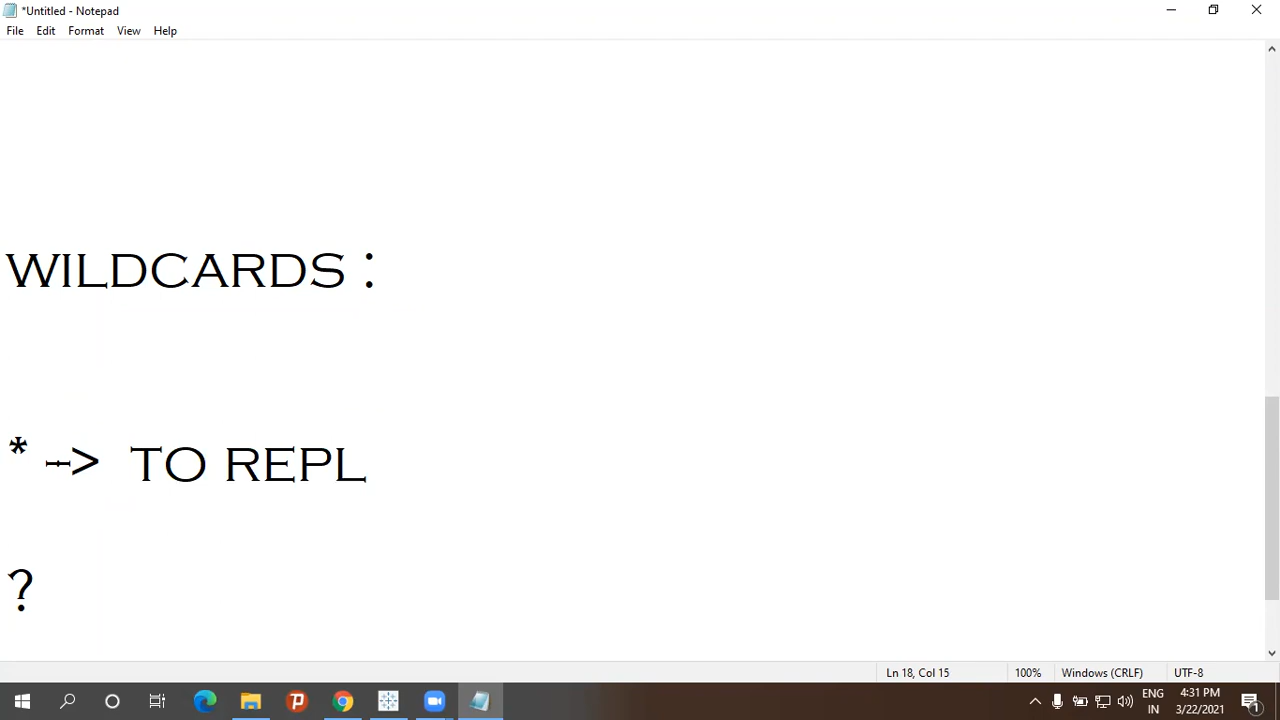 *Untitled - Notepad
File Edit Format View Help
WILDCARDS :
* --> TO REPL
?
Ln 18, Col 15 100% Windows (CRLF) UTF-8
ENG 4:31 PM
IN 3/22/2021
1